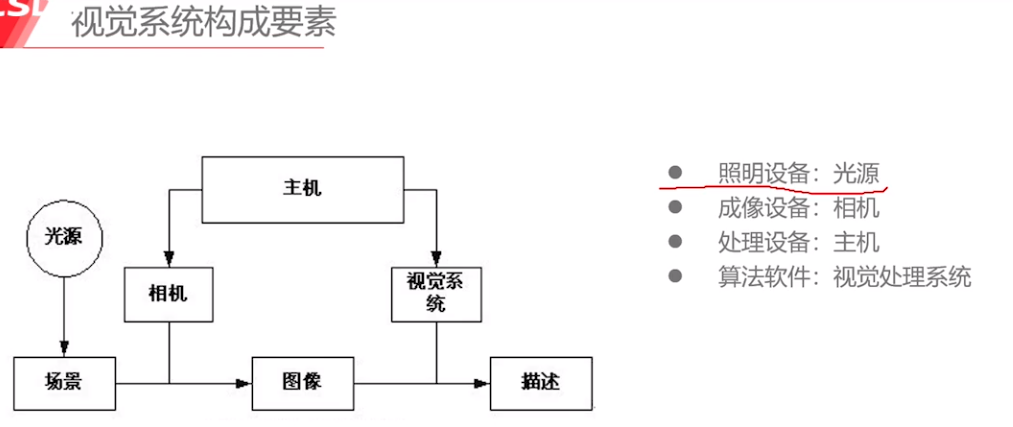 视觉系统构成要素
主机
光源
相机
视觉系
统
场景
图像
描述
照明设备：光源
成像设备：相机
处理设备：主机
算法软件：视觉处理系统